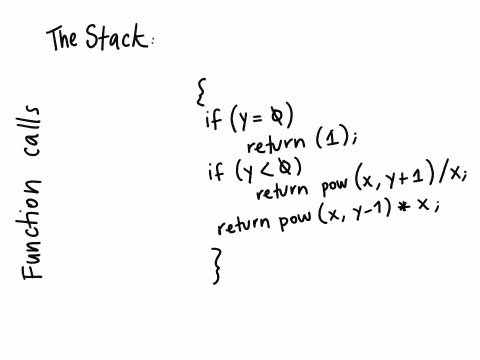 The Stack:
Function calls
{
if (y = 0)
return (1);
if (y < 0)
return pow (x, y+1)/x;
return pow (x, y-1) * x;
}